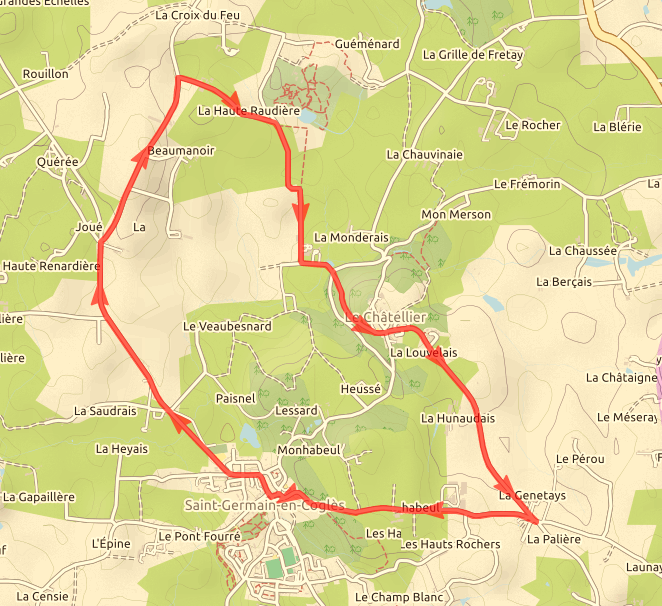 Grandes Echelles
La Croix du Feu
Guéménard
La Grille de Fretay
Rouillon
La Haute Raudière
Le Rocher
La Blérie
Beaumanoir
La Chauvinaie
Quérée
Le Frémorin
La
Mon Merson
Joué
La
La Monderais
La Chaussée
Haute Renardière
La Berçais
lière
Le Châtellier
Le Veaubesnard
La Louvelais
lière
La Châtaigne
Heussé
Paisnel
La Saudrais
Lessard
La Hunaudais
Le Méseray
La Heyais
Monhabeul
Le Pérou
La Gapaillère
La Genetays
Saint-Germain-en-Coglès
habeul
Les Ha
Le Pont Fourré
L'Épine
Les Hauts Rochers
La Palière
Launay
La Censie
Le Champ Blanc